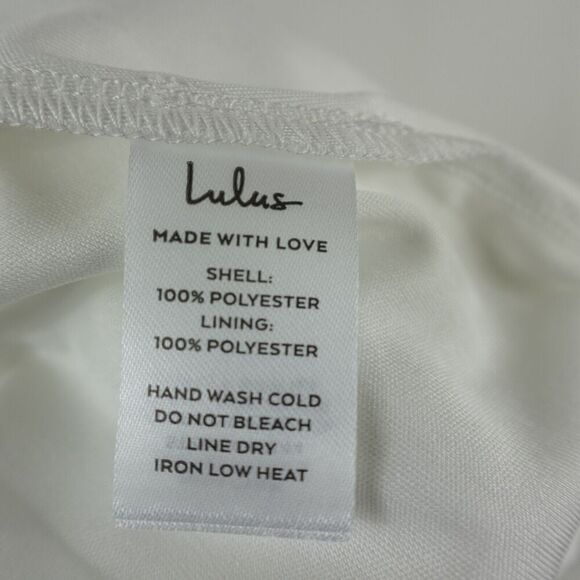 Lulus
MADE WITH LOVE
SHELL:
100% POLYESTER
LINING:
100% POLYESTER
HAND WASH COLD
DO NOT BLEACH
LINE DRY
IRON LOW HEAT